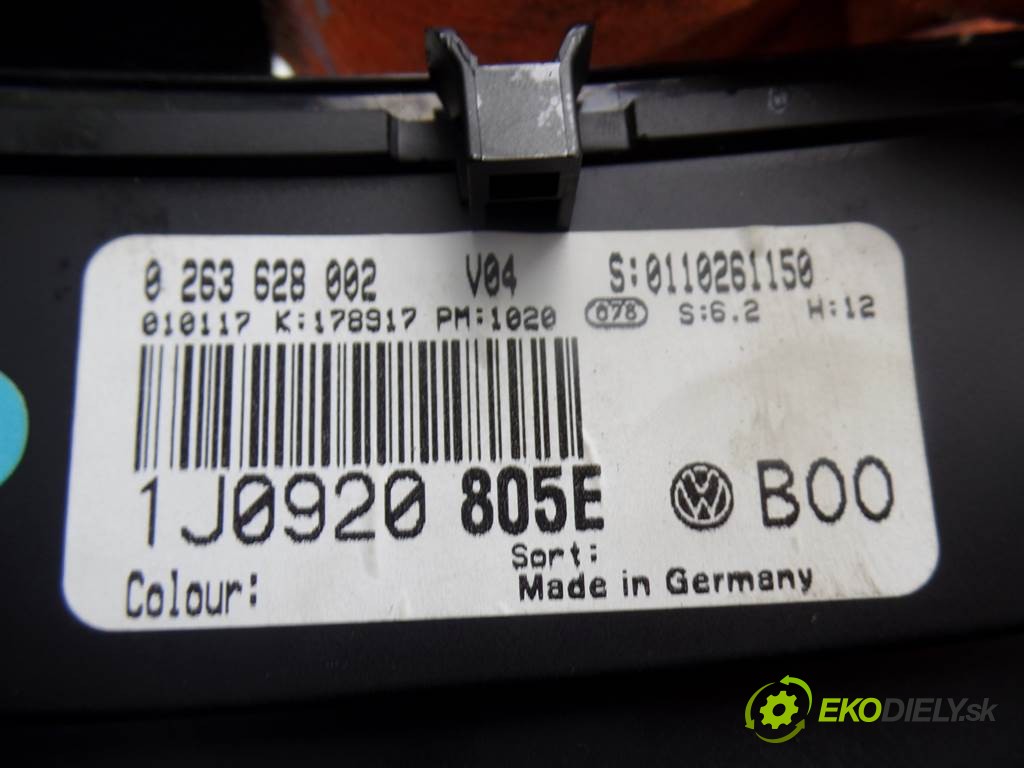 0 263 628 002 V04 S:0110261150
010117 K:178917 PM:1020 078 S:6.2 H:12
1J0920 805E VW B00
Sort:
Colour: Made in Germany
EKODIELY.sk